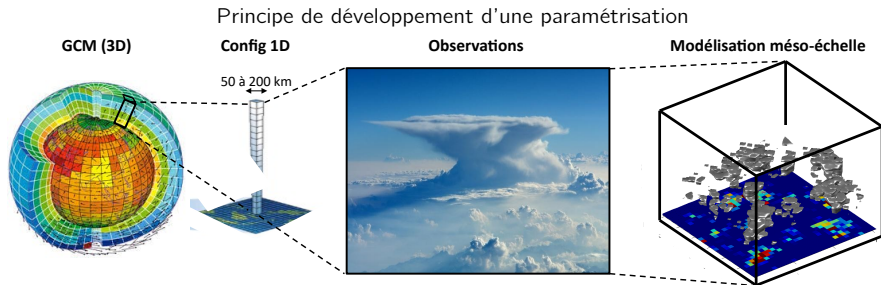 Principe de développement d'une paramétrisation
GCM (3D) Config 1D Observations Modélisation méso-échelle
50 à 200 km